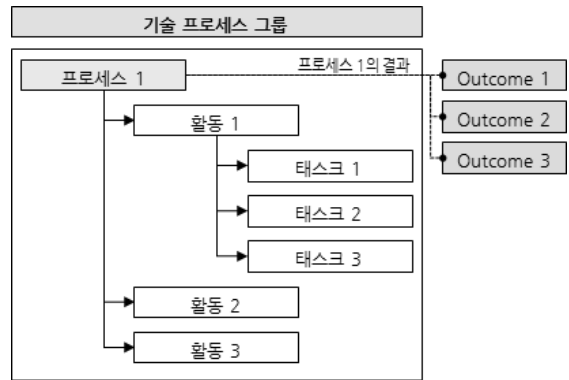 기술 프로세스 그룹
프로세스 1
프로세스 1의 결과
Outcome 1
활동 1
Outcome 2
태스크 1
Outcome 3
태스크 2
태스크 3
활동 2
활동 3